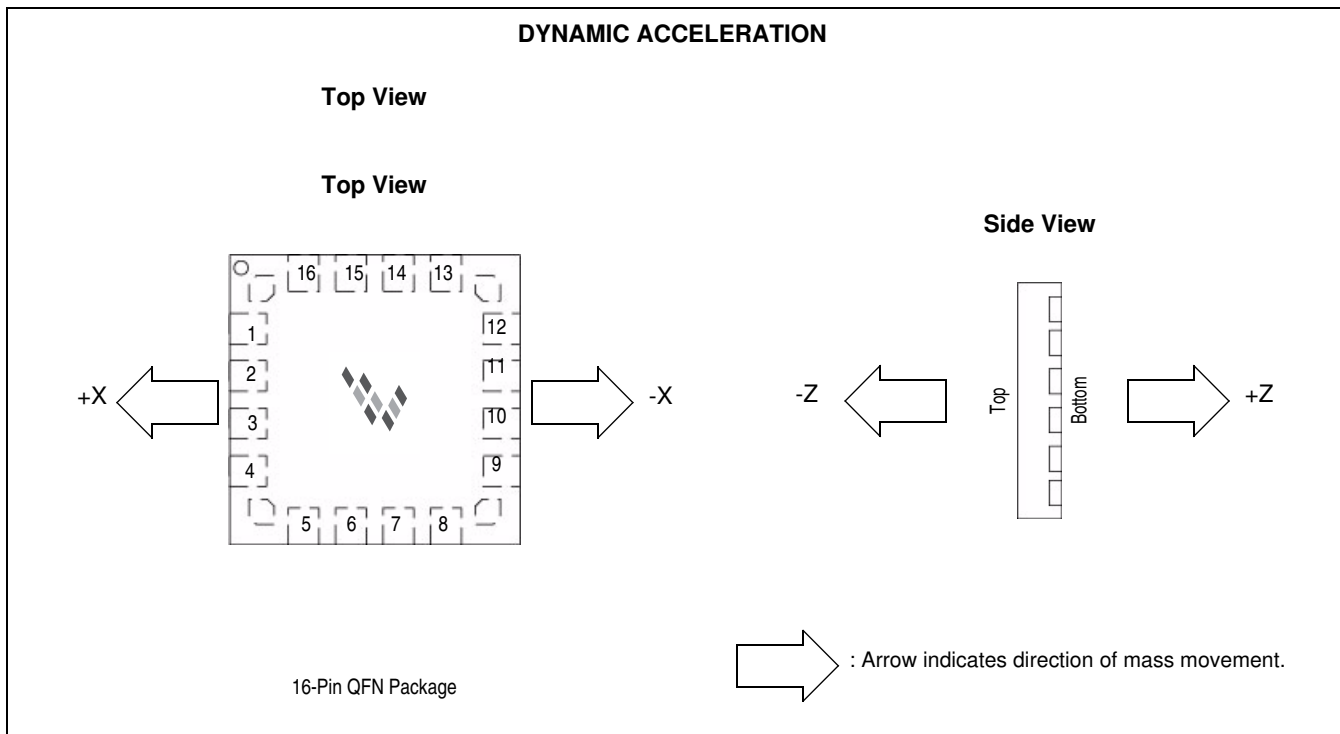 DYNAMIC ACCELERATION
Top View
Top View
Side View
16 15 14 13
1
2
3
4
12
11
10
9
5 6 7 8
+X
-X
-Z
Top
Bottom
+Z
: Arrow indicates direction of mass movement.
16-Pin QFN Package